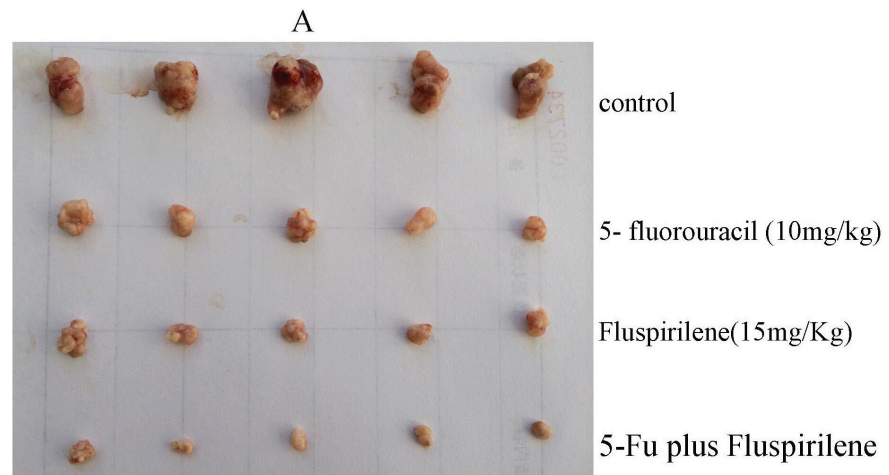 A
control
5- fluorouracil (10mg/kg)
Fluspirilene(15mg/Kg)
5-Fu plus Fluspirilene